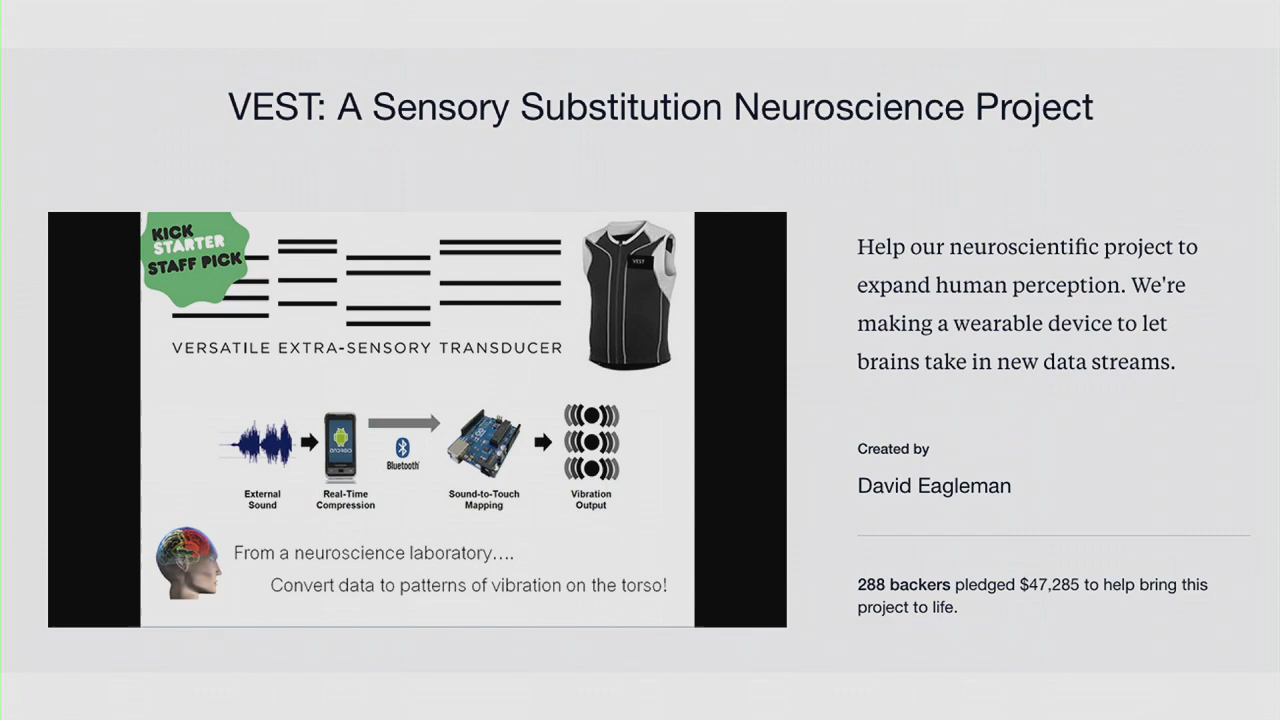 VEST: A Sensory Substitution Neuroscience Project
KICK
STARTER
STAFF PICK
VEST
VERSATILE EXTRA-SENSORY TRANSDUCER
ANDROID
Bluetooth
External
Sound
Real-Time
Compression
Sound-to-Touch
Mapping
Vibration
Output
From a neuroscience laboratory....
Convert data to patterns of vibration on the torso!
Help our neuroscientific project to
expand human perception. We're
making a wearable device to let
brains take in new data streams.
Created by
David Eagleman
288 backers pledged $47,285 to help bring this
project to life.